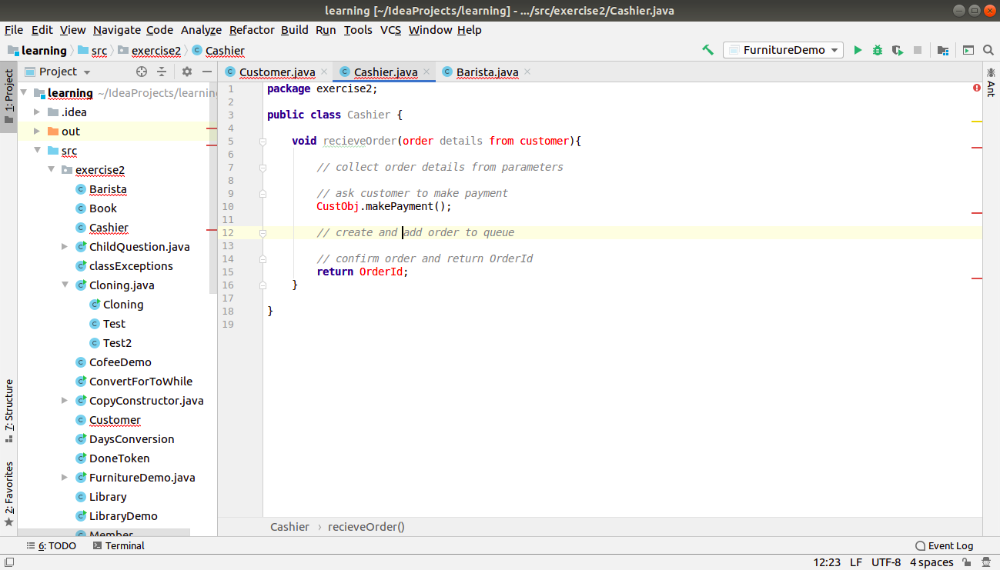 learning [~/IdeaProjects/learning] - .../src/exercise2/Cashier.java
File Edit View Navigate Code Analyze Refactor Build Run Tools VCS Window Help
learning src exercise2 Cashier
FurnitureDemo
1: Project
7: Structure
2: Favorites
Project
learning ~/IdeaProjects/learning
.idea
out
src
exercise2
Barista
Book
Cashier
ChildQuestion.java
classExceptions
Cloning.java
Cloning
Test
Test2
CofeeDemo
ConvertForToWhile
CopyConstructor.java
Customer
DaysConversion
DoneToken
FurnitureDemo.java
Library
LibraryDemo
Member
Customer.java Cashier.java Barista.java
1 package exercise2;
2
3 public class Cashier {
4
5 void recieveOrder(order details from customer){
6
7 // collect order details from parameters
8
9 // ask customer to make payment
10 CustObj.makePayment();
11
12 // create and add order to queue
13
14 // confirm order and return OrderId
15 return OrderId;
16 }
17
18 }
19
Cashier › recieveOrder()
Ant
6: TODO Terminal Event Log
12:23 LF UTF-8 4 spaces